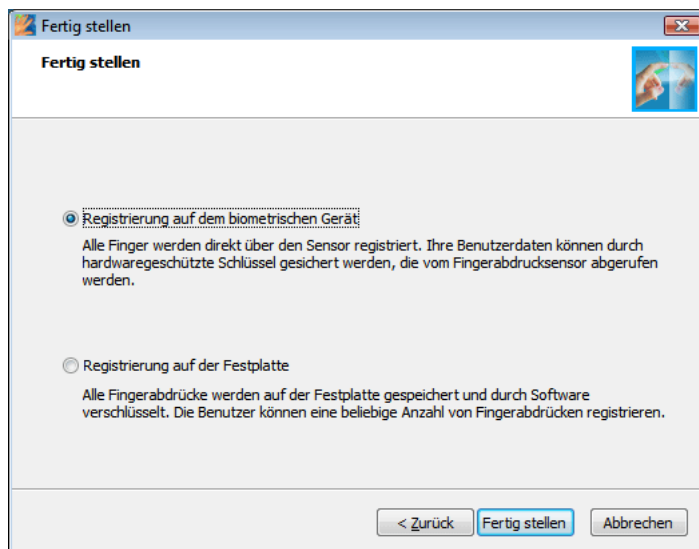 Fertig stellen
Fertig stellen
Registrierung auf dem biometrischen Gerät
Alle Finger werden direkt über den Sensor registriert. Ihre Benutzerdaten können durch
hardwaregeschützte Schlüssel gesichert werden, die vom Fingerabdrucksensor abgerufen
werden.
Registrierung auf der Festplatte
Alle Fingerabdrücke werden auf der Festplatte gespeichert und durch Software
verschlüsselt. Die Benutzer können eine beliebige Anzahl von Fingerabdrücken registrieren.
< Zurück Fertig stellen Abbrechen